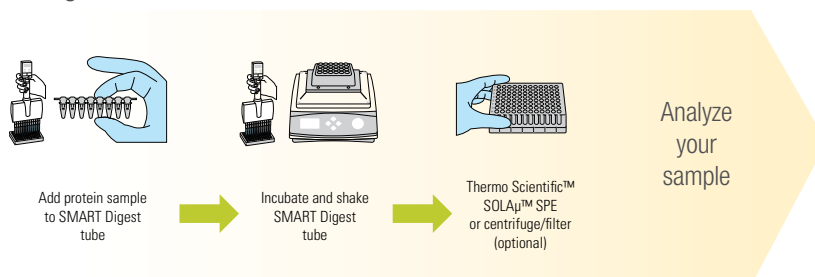 Add protein sample
to SMART Digest
tube
Incubate and shake
SMART Digest
tube
Thermo Scientific™
SOLAµ™ SPE
or centrifuge/filter
(optional)
Analyze
your
sample